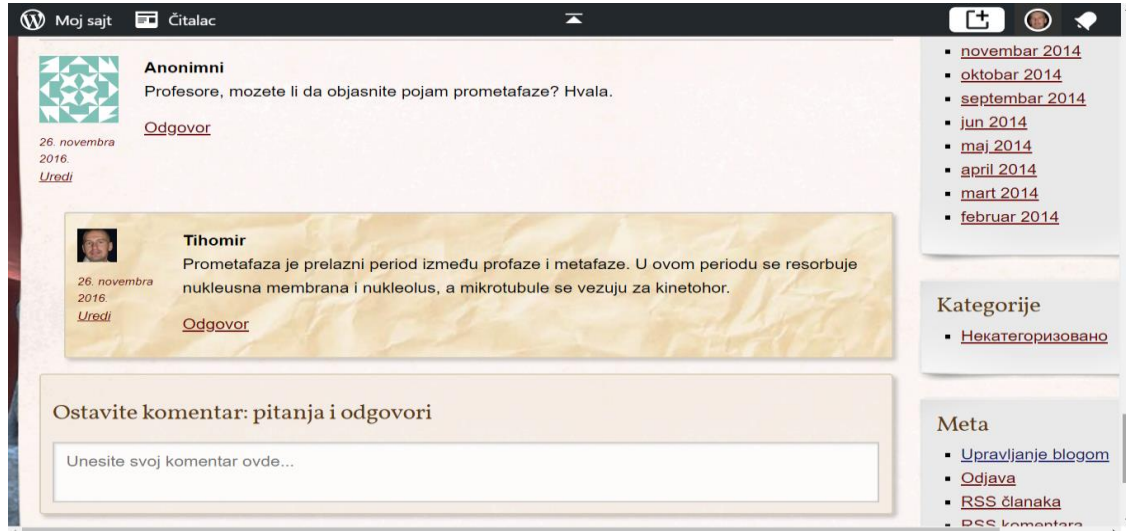 Moj sajt Čitalac
Anonimni
Profesore, mozete li da objasnite pojam prometafaze? Hvala.
Odgovor
26. novembra
2016.
Uredi
Tihomir
Prometafaza je prelazni period između profaze i metafaze. U ovom periodu se resorbuje
nukleusna membrana i nukleolus, a mikrotubule se vezuju za kinetohor.
Odgovor
26. novembra
2016.
Uredi
Ostavite komentar: pitanja i odgovori
Unesite svoj komentar ovde...
novembar 2014
oktobar 2014
septembar 2014
jun 2014
maj 2014
april 2014
mart 2014
februar 2014
Kategorije
Некатегоризовано
Meta
Upravljanje blogom
Odjava
RSS članaka
RSS komentara